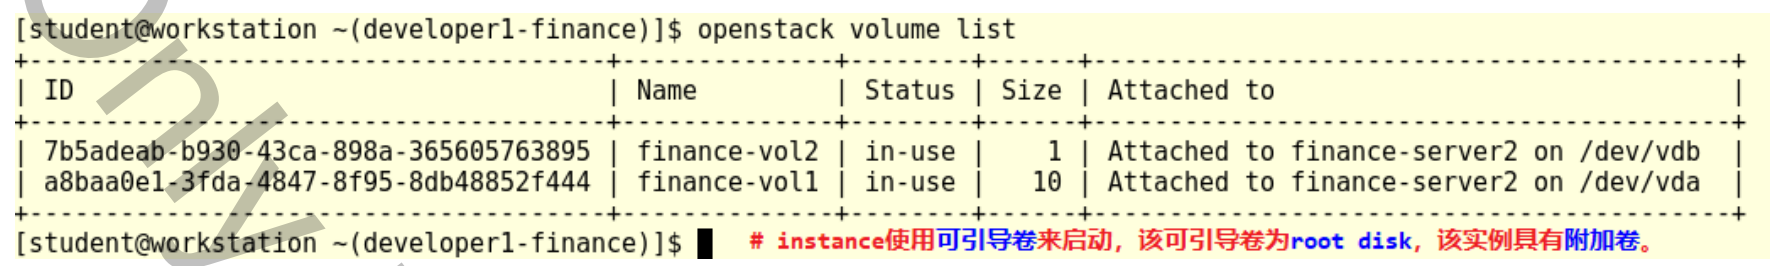 [student@workstation ~(developer1-finance)]$ openstack volume list
+--------------------------------------+--------------+--------+------+------------------------------------------+
| ID                                   | Name         | Status | Size | Attached to                              |
+--------------------------------------+--------------+--------+------+------------------------------------------+
| 7b5adeab-b930-43ca-898a-365605763895 | finance-vol2 | in-use |    1 | Attached to finance-server2 on /dev/vdb  |
| a8baa0e1-3fda-4847-8f95-8db48852f444 | finance-vol1 | in-use |   10 | Attached to finance-server2 on /dev/vda  |
+--------------------------------------+--------------+--------+------+------------------------------------------+
[student@workstation ~(developer1-finance)]$ # instance使用可引导卷来启动，该可引导卷为root disk，该实例具有附加卷。
only